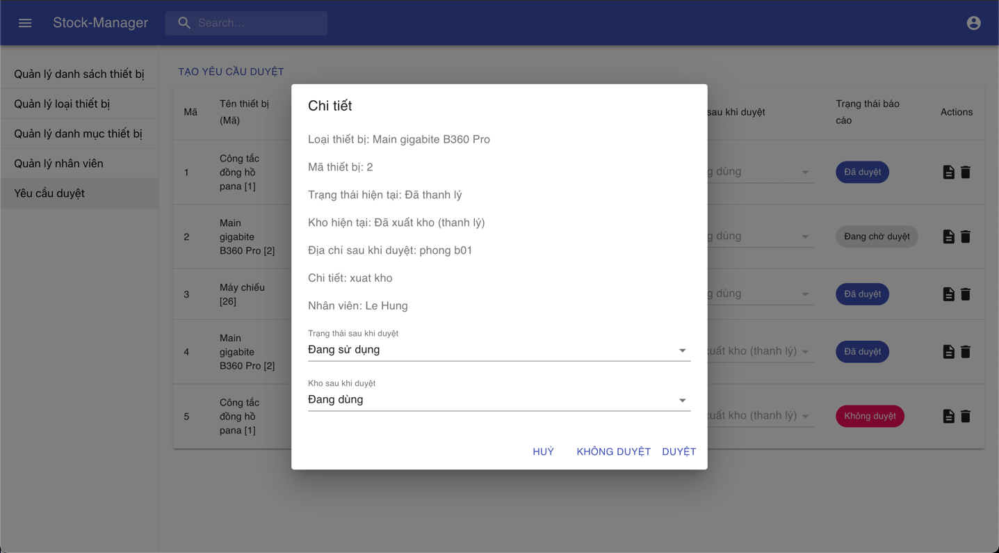 Stock-Manager
Search...
Quản lý danh sách thiết bị
Quản lý loại thiết bị
Quản lý danh mục thiết bị
Quản lý nhân viên
Yêu cầu duyệt
TẠO YÊU CẦU DUYỆT
Mã
Tên thiết bị
(Mã)
sau khi duyệt
Trạng thái báo
cáo
Actions
1
Công tắc
đồng hồ
pana [1]
dùng
Đã duyệt
2
Main
gigabite
B360 Pro [2]
dùng
Đang chờ duyệt
3
Máy chiếu
[26]
dùng
Đã duyệt
4
Main
gigabite
B360 Pro [2]
xuất kho (thanh lý)
Đã duyệt
5
Công tắc
đồng hồ
pana [1]
xuất kho (thanh lý)
Không duyệt
Chi tiết
Loại thiết bị: Main gigabite B360 Pro
Mã thiết bị: 2
Trạng thái hiện tại: Đã thanh lý
Kho hiện tại: Đã xuất kho (thanh lý)
Địa chỉ sau khi duyệt: phong b01
Chi tiết: xuat kho
Nhân viên: Le Hung
Trạng thái sau khi duyệt
Đang sử dụng
Kho sau khi duyệt
Đang dùng
HUỶ
KHÔNG DUYỆT
DUYỆT